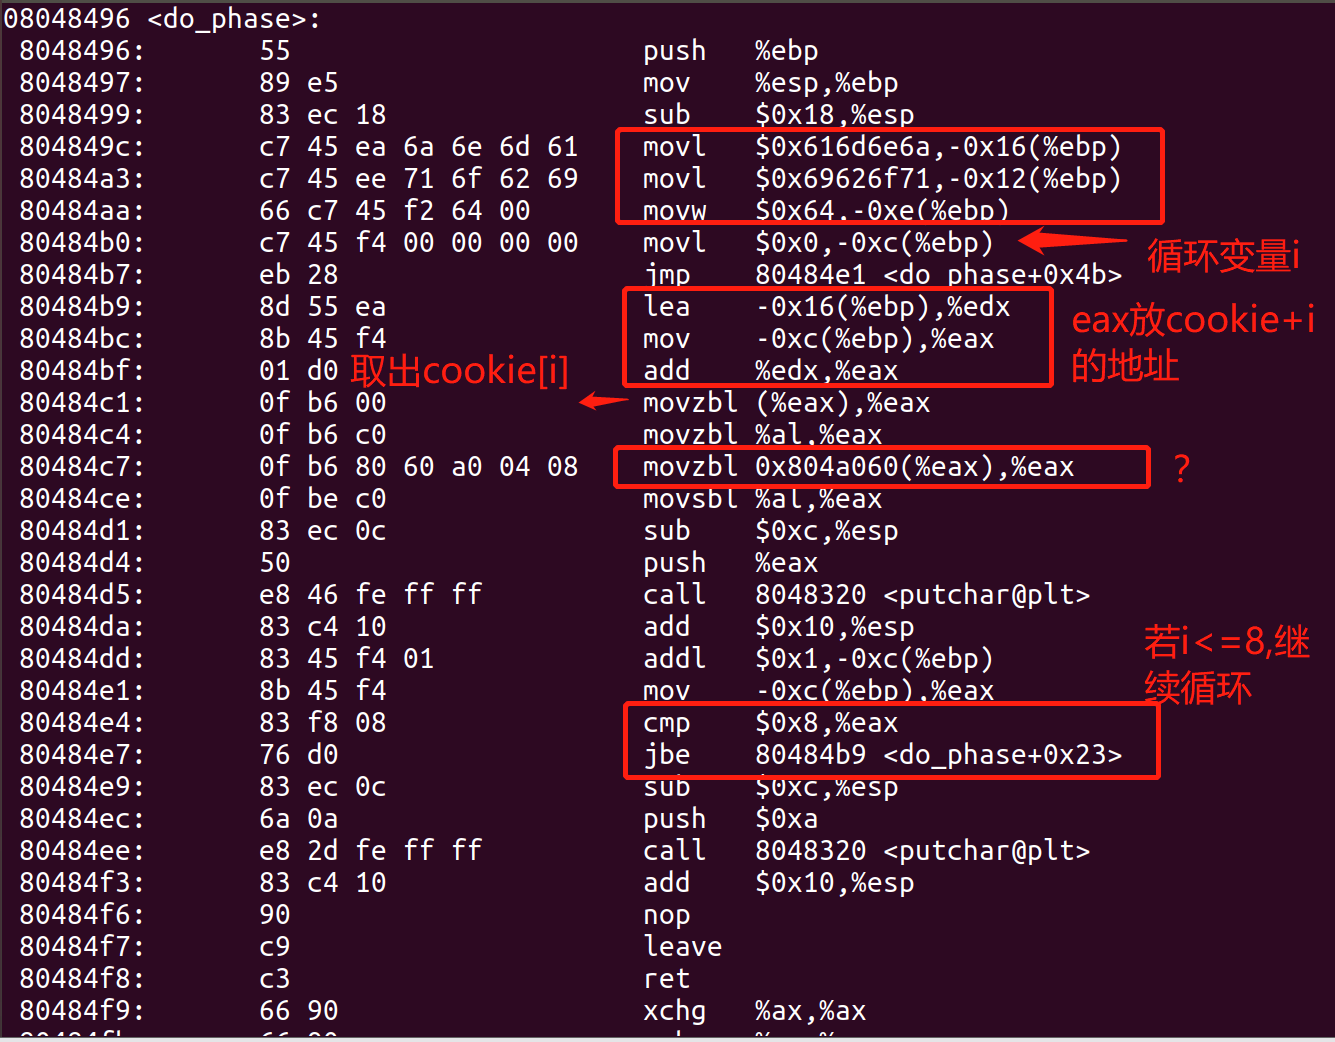 08048496 <do_phase>:
8048496: 55 push %ebp
8048497: 89 e5 mov %esp,%ebp
8048499: 83 ec 18 sub $0x18,%esp
804849c: c7 45 ea 6a 6e 6d 61 movl $0x616d6e6a,-0x16(%ebp)
80484a3: c7 45 ee 71 6f 62 69 movl $0x69626f71,-0x12(%ebp)
80484aa: 66 c7 45 f2 64 00 movw $0x64,-0xe(%ebp)
80484b0: c7 45 f4 00 00 00 00 movl $0x0,-0xc(%ebp)
循环变量i
80484b7: eb 28 jmp 80484e1 <do_phase+0x4b>
80484b9: 8d 55 ea lea -0x16(%ebp),%edx
80484bc: 8b 45 f4 mov -0xc(%ebp),%eax
80484bf: 01 d0 add %edx,%eax
eax放cookie+i
的地址
取出cookie[i]
80484c1: 0f b6 00 movzbl (%eax),%eax
80484c4: 0f b6 c0 movzbl %al,%eax
80484c7: 0f b6 80 60 a0 04 08 movzbl 0x804a060(%eax),%eax
？
80484ce: 0f be c0 movsbl %al,%eax
80484d1: 83 ec 0c sub $0xc,%esp
80484d4: 50 push %eax
80484d5: e8 46 fe ff ff call 8048320 <putchar@plt>
80484da: 83 c4 10 add $0x10,%esp
80484dd: 83 45 f4 01 addl $0x1,-0xc(%ebp)
80484e1: 8b 45 f4 mov -0xc(%ebp),%eax
若i<=8,继
续循环
80484e4: 83 f8 08 cmp $0x8,%eax
80484e7: 76 d0 jbe 80484b9 <do_phase+0x23>
80484e9: 83 ec 0c sub $0xc,%esp
80484ec: 6a 0a push $0xa
80484ee: e8 2d fe ff ff call 8048320 <putchar@plt>
80484f3: 83 c4 10 add $0x10,%esp
80484f6: 90 nop
80484f7: c9 leave
80484f8: c3 ret
80484f9: 66 90 xchg %ax,%ax